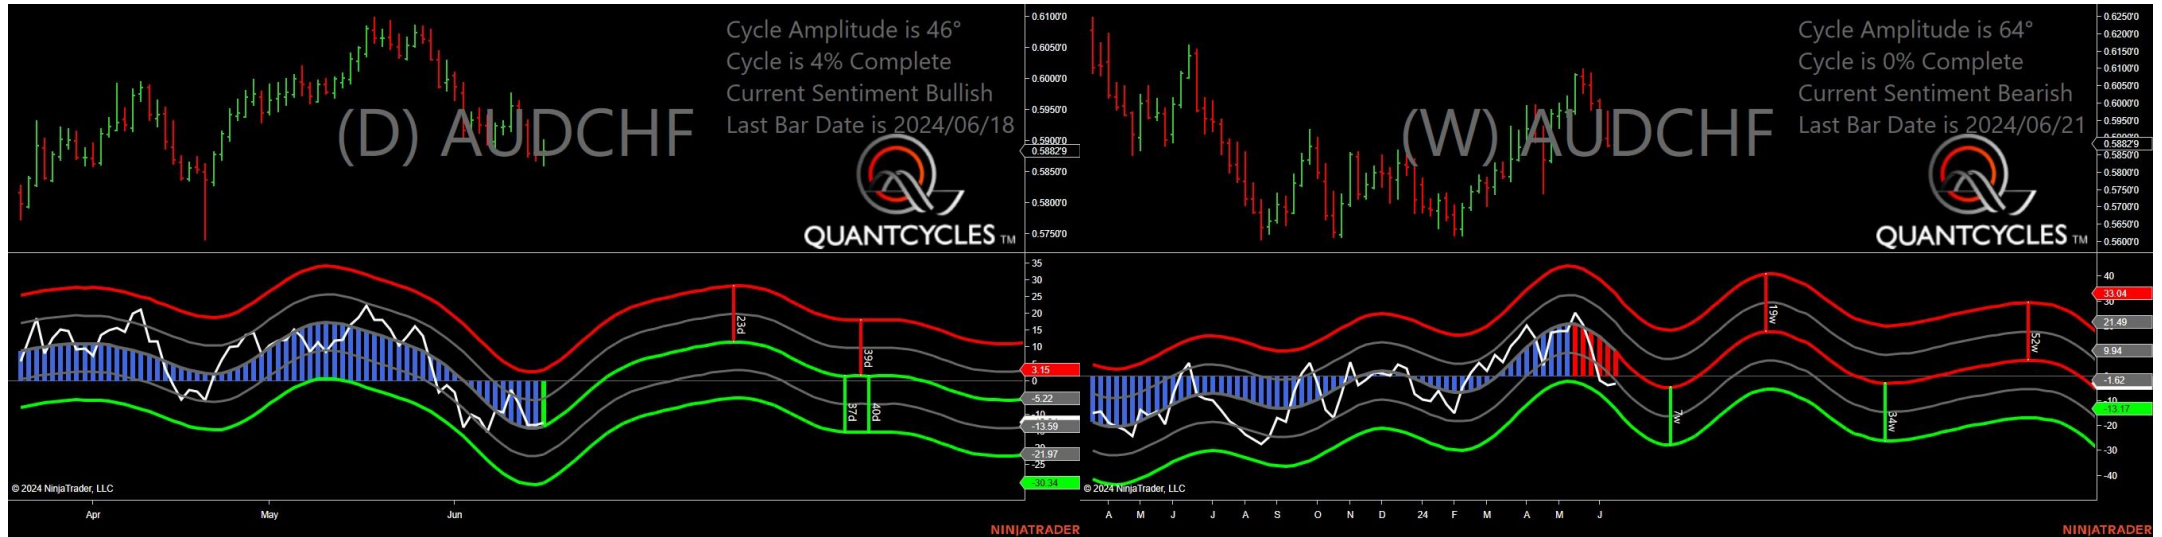 Cycle Amplitude is 46°
Cycle is 4% Complete
Current Sentiment Bullish
Last Bar Date is 2024/06/18
(D) AUDCHF
QUANTCYCLES TM
0.6100'0
0.6050'0
0.6000'0
0.5950'0
0.5900'0
0.5882'9
0.5850'0
0.5800'0
0.5750'0
35
30
25
20
15
10
5
3.15
0
-5.22
-10
-13.59
-21.97
-25
-30.34
23d
39d
37d
40d
© 2024 NinjaTrader, LLC
Apr
May
Jun
NINJATRADER
Cycle Amplitude is 64°
Cycle is 0% Complete
Current Sentiment Bearish
Last Bar Date is 2024/06/21
(W) AUDCHF
QUANTCYCLES TM
0.6250'0
0.6200'0
0.6150'0
0.6100'0
0.6050'0
0.6000'0
0.5950'0
0.5882'9
0.5850'0
0.5800'0
0.5750'0
0.5700'0
0.5650'0
0.5600'0
40
33.04
30
21.49
9.94
-1.62
-10
-13.17
-20
-30
-40
19w
52w
7w
34w
© 2024 NinjaTrader, LLC
A M J J A S O N D 24 F M A M J
NINJATRADER